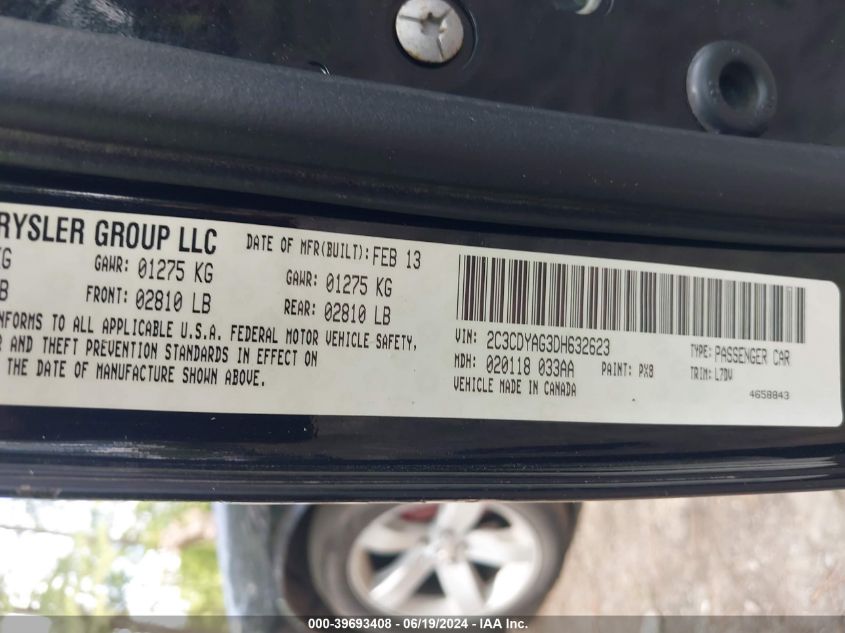 GROUP LLC
DATE OF MFR(BUILT): FEB 13
GAWR: 01275 KG
GAWR: 01275 KG
FRONT: 02810 LB
REAR: 02810 LB
TO ALL APPLICABLE U.S.A. FEDERAL MOTOR VEHICLE SAFETY,
AND THEFT PREVENTION STANDARDS IN EFFECT ON
THE DATE OF MANUFACTURE SHOWN ABOVE.
VIN: 2C3CDYAG3DH632623
TYPE: PASSENGER CAR
MDH: 020118 033AA
PAINT: PX8
TRIM: L7DV
VEHICLE MADE IN CANADA
4658843
000-39693408 - 06/19/2024 - IAA Inc.